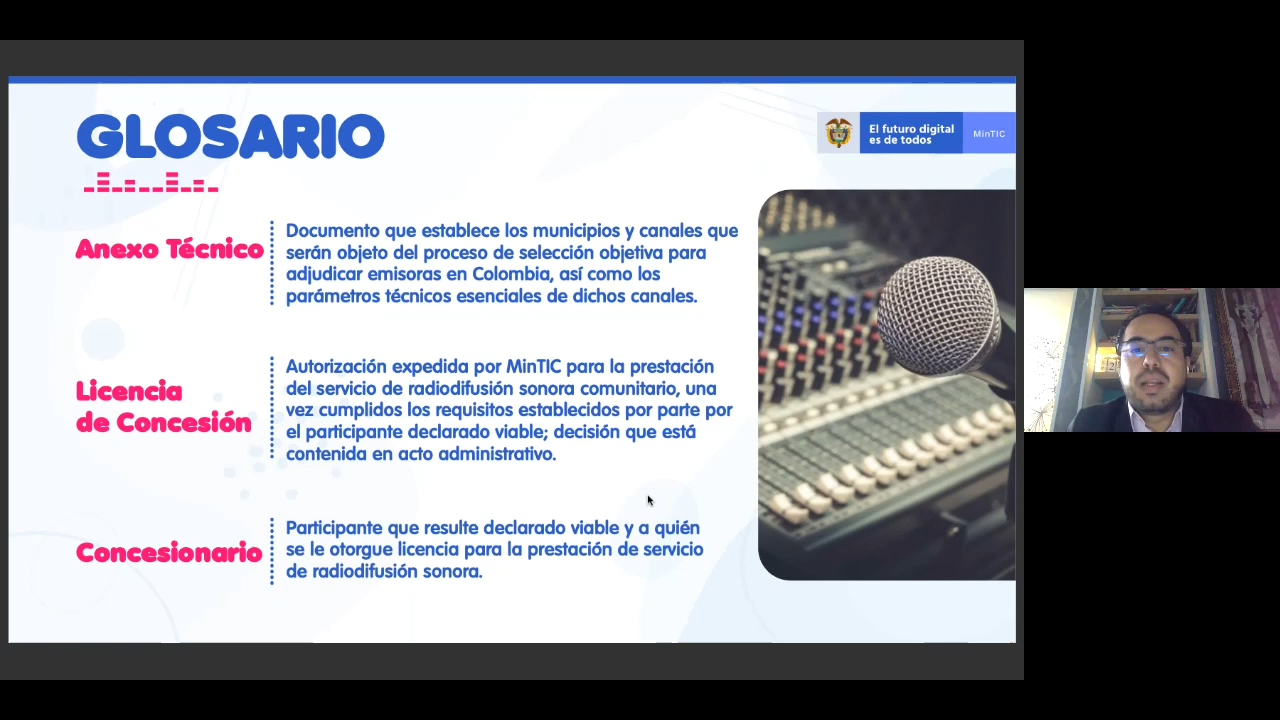 GLOSARIO
El futuro digital
es de todos
MinTIC
Anexo Técnico
Documento que establece los municipios y canales que
serán objeto del proceso de selección objetiva para
adjudicar emisoras en Colombia, así como los
parámetros técnicos esenciales de dichos canales.
Licencia
de Concesión
Autorización expedida por MinTIC para la prestación
del servicio de radiodifusión sonora comunitario, una
vez cumplidos los requisitos establecidos por parte por
el participante declarado viable; decisión que está
contenida en acto administrativo.
Concesionario
Participante que resulte declarado viable y a quién
se le otorgue licencia para la prestación de servicio
de radiodifusión sonora.